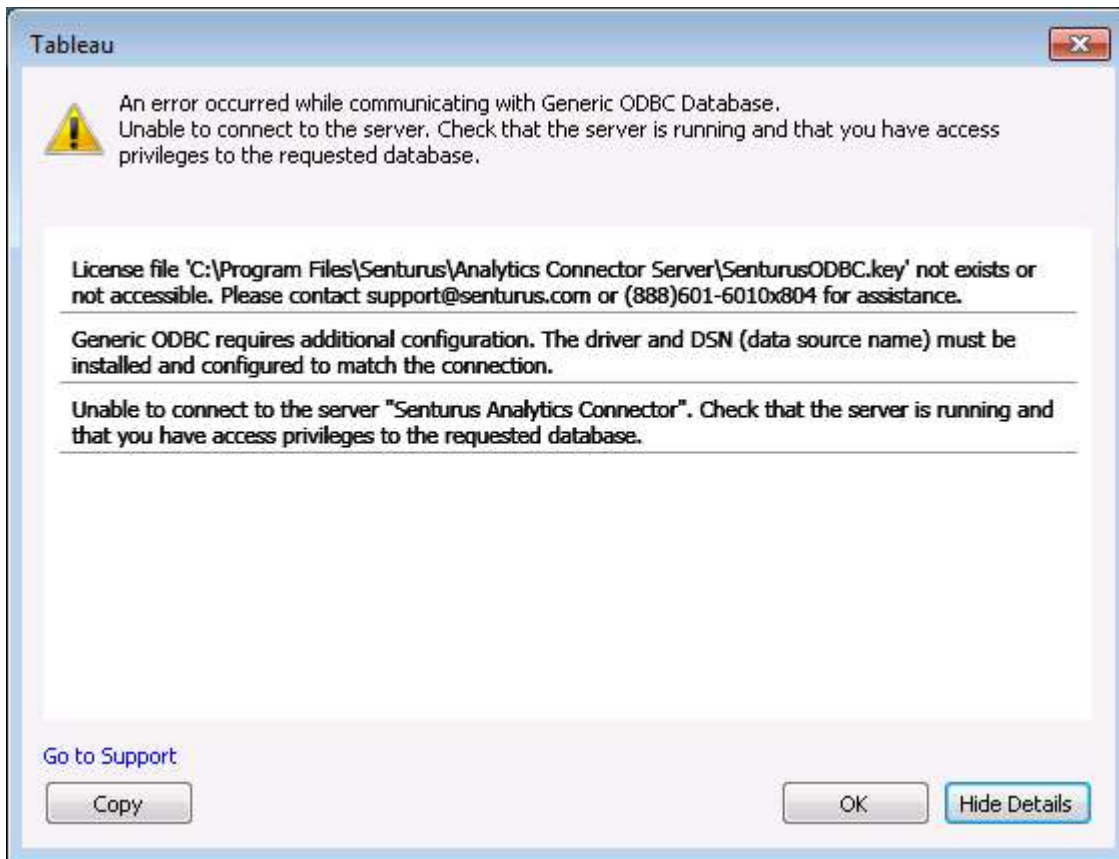 Tableau
An error occurred while communicating with Generic ODBC Database.
Unable to connect to the server. Check that the server is running and that you have access
privileges to the requested database.
License file 'C:\Program Files\Senturus\Analytics Connector Server\SenturusODBC.key' not exists or
not accessible. Please contact support@senturus.com or (888)601-6010x804 for assistance.
Generic ODBC requires additional configuration. The driver and DSN (data source name) must be
installed and configured to match the connection.
Unable to connect to the server "Senturus Analytics Connector". Check that the server is running and
that you have access privileges to the requested database.
Go to Support
Copy
OK
Hide Details